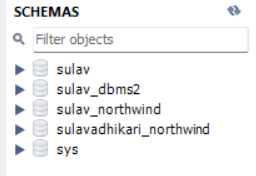 SCHEMAS
Filter objects
sulav
sulav_dbms2
sulav_northwind
sulavadhikari_northwind
sys